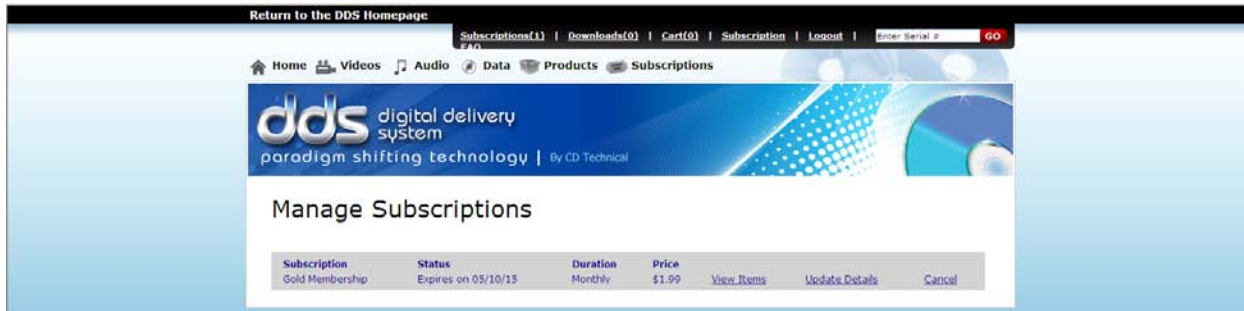 Return to the DDS Homepage
Subscriptions(1) | Downloads(0) | Cart(0) | Subscription | Logout | Enter Serial # GO
FAQ
Home Videos Audio Data Products Subscriptions
dds digital delivery
system
paradigm shifting technology | By CD Technical
Manage Subscriptions
Subscription Status Duration Price
Gold Membership Expires on 05/10/15 Monthly $1.99 View Items Update Details Cancel